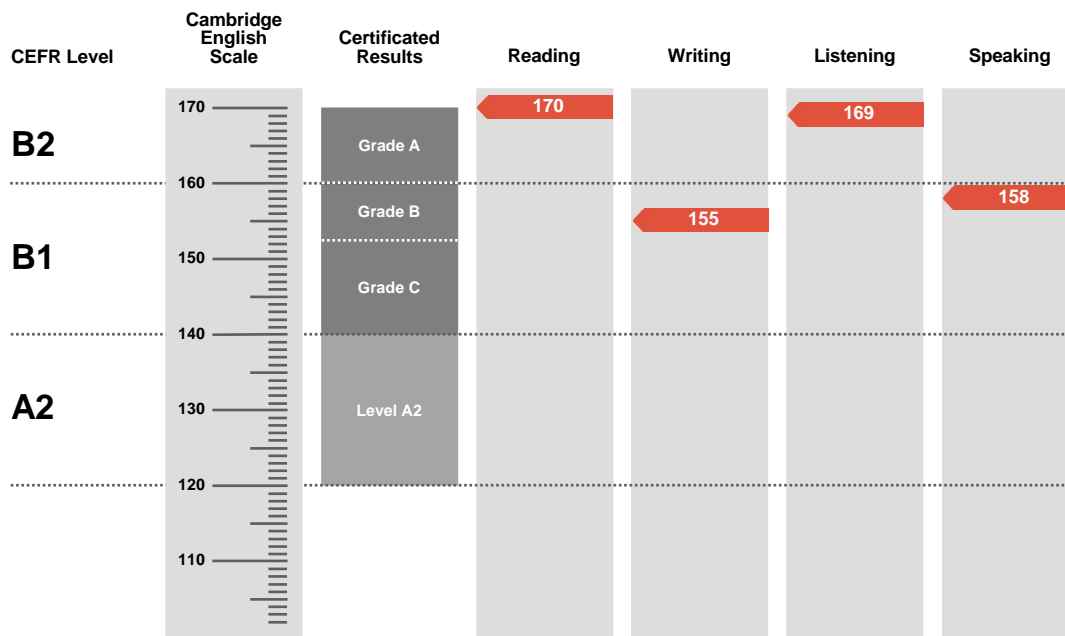 CEFR Level
Cambridge
English
Scale
Certificated
Results
Reading
Writing
Listening
Speaking
170
170
169
B2
Grade A
160
158
Grade B
155
B1
150
Grade C
140
A2
130
Level A2
120
110